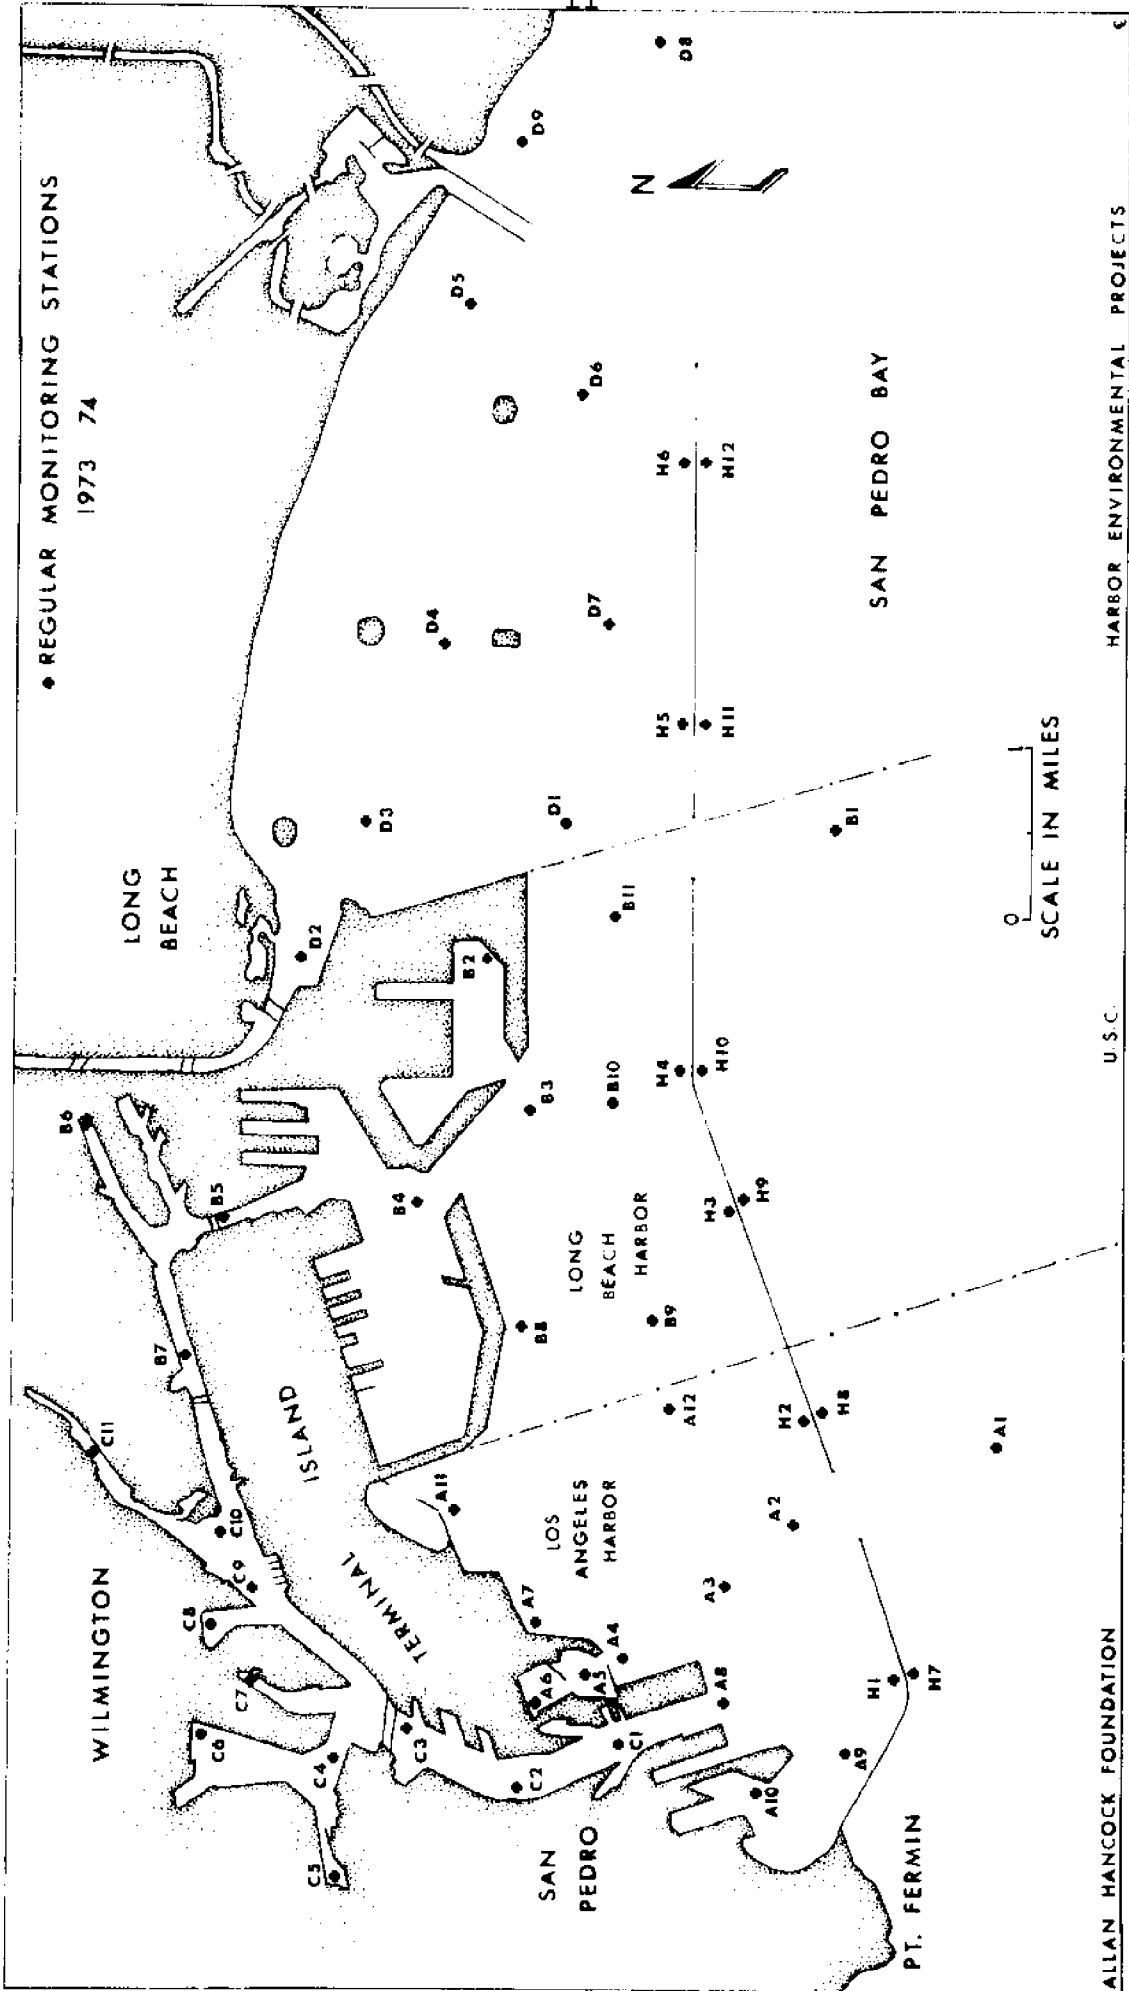 11
REGULAR MONITORING STATIONS
1973 74
WILMINGTON
LONG
BEACH
C11
B6
C6
C8
C10
B7
B5
C7
C9
C5
C4
C3
TERMINAL
ISLAND
D2
D3
D4
D5
D9
D8
N
SAN
PEDRO
C2
C1
A6
A5
A7
A4
A11
B8
B4
B3
B2
LOS
ANGELES
HARBOR
LONG
BEACH
HARBOR
A10
A8
A3
A2
A12
B9
B10
B11
D1
D7
D6
A9
H1
H7
H2
H8
H3
H9
H4
H10
H5
H11
H6
H12
PT. FERMIN
A1
B1
SAN PEDRO BAY
0 1
SCALE IN MILES
ALLAN HANCOCK FOUNDATION
U.S.C.
HARBOR ENVIRONMENTAL PROJECTS